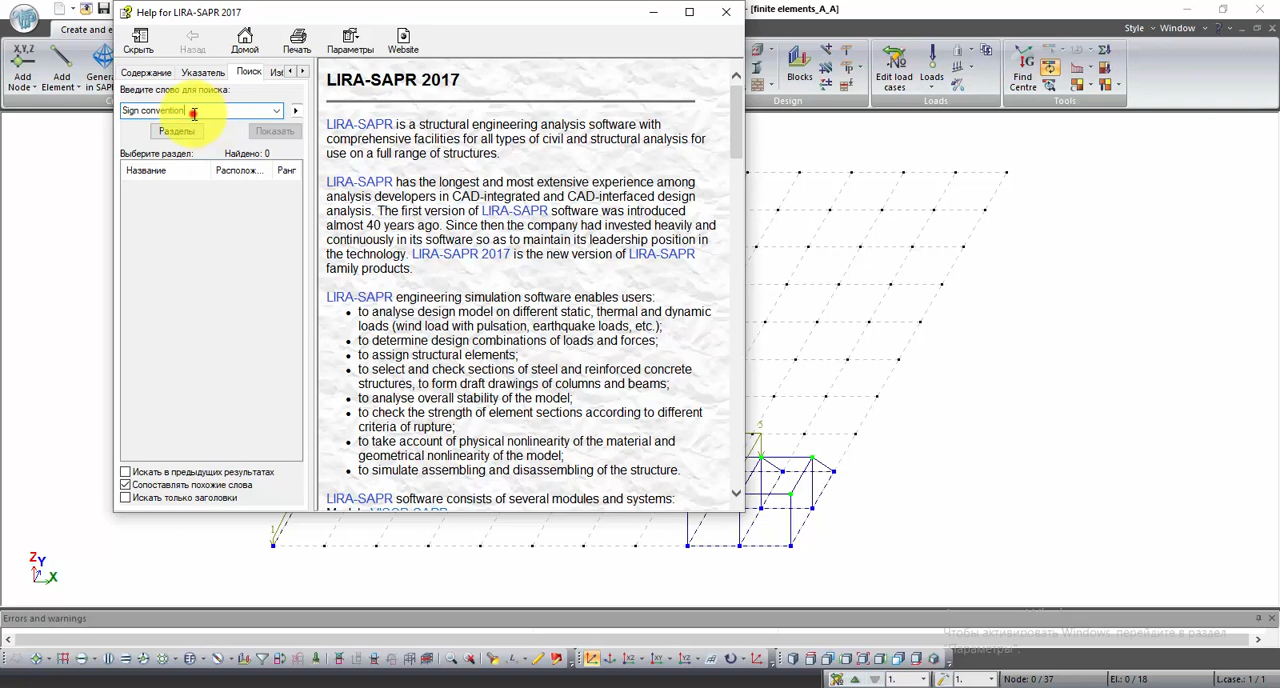 Help for LIRA-SAPR 2017
- [finite elements_A_A]
Create and e
Style
Window
Скрыть
Назад
Домой
Печать
Параметры
Website
Содержание
Указатель
Поиск
Введите слово для поиска:
Sign convention
Разделы
Показать
Выберите раздел:
Найдено: 0
Название
Располож...
Ранг
Искать в предыдущих результатах
Сопоставлять похожие слова
Искать только заголовки
LIRA-SAPR 2017
LIRA-SAPR is a structural engineering analysis software with
comprehensive facilities for all types of civil and structural analysis for
use on a full range of structures.
LIRA-SAPR has the longest and most extensive experience among
analysis developers in CAD-integrated and CAD-interfaced design
analysis. The first version of LIRA-SAPR software was introduced
almost 40 years ago. Since then the company had invested heavily and
continuously in its software so as to maintain its leadership position in
the technology. LIRA-SAPR 2017 is the new version of LIRA-SAPR
family products.
LIRA-SAPR engineering simulation software enables users:
• to analyse design model on different static, thermal and dynamic
loads (wind load with pulsation, earthquake loads, etc.);
• to determine design combinations of loads and forces;
• to assign structural elements;
• to select and check sections of steel and reinforced concrete
structures, to form draft drawings of columns and beams;
• to analyse overall stability of the model;
• to check the strength of element sections according to different
criteria of rupture;
• to take account of physical nonlinearity of the material and
geometrical nonlinearity of the model;
• to simulate assembling and disassembling of the structure.
LIRA-SAPR software consists of several modules and systems:
X,Y,Z
Add
Node
Add
Element
Genera
in SAPR
Blocks
Design
Edit load
cases
Loads
Loads
Find
Centre
Tools
5
1
Z
Y
X
Errors and warnings
Чтобы активировать Windows, перейдите в раздел
"Параметры".
1.
1.
Node: 0 / 37
El.: 0 / 18
L.case.: 1 / 1